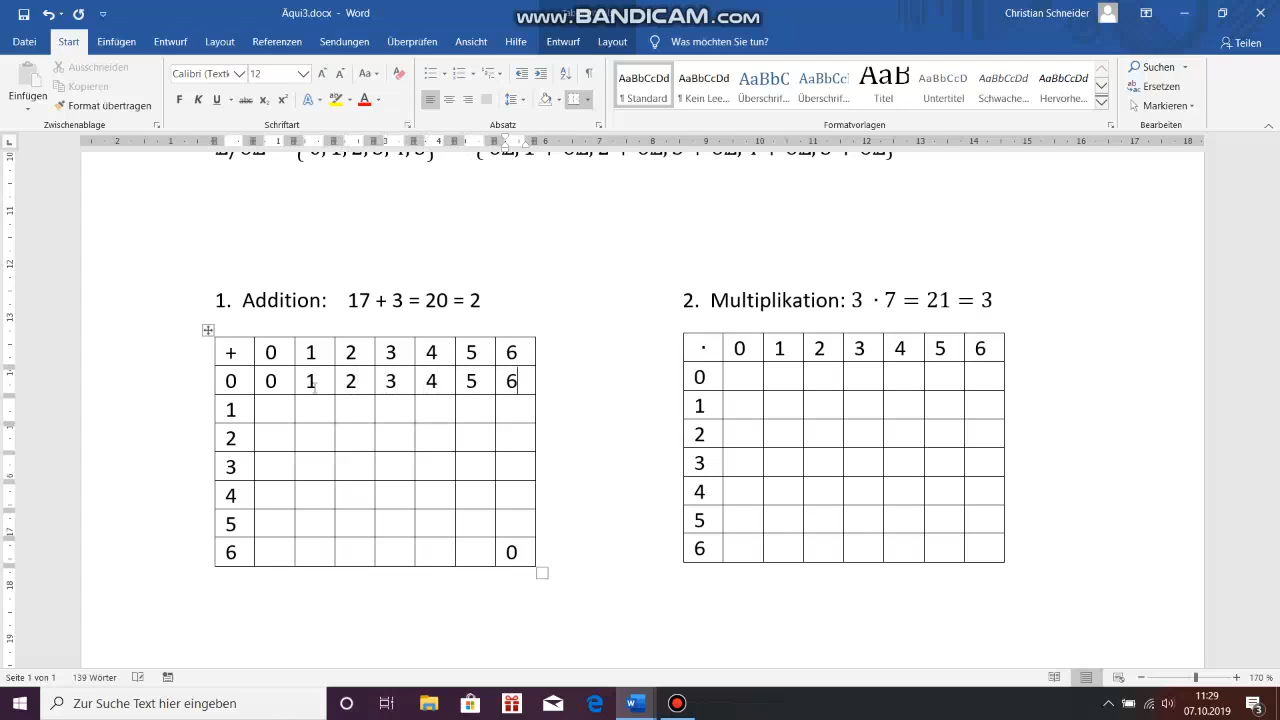 www.BANDICAM.com
Christian Schneider
Datei Start Einfügen Entwurf Layout Referenzen Sendungen Überprüfen Ansicht Hilfe Entwurf Layout Was möchten Sie tun? Teilen
Einfügen
Ausschneiden
Kopieren
Format übertragen
Zwischenablage
Calibri (Textk 12
F K U abc x₂ x²
Schriftart
Absatz
AaBbCcDd AaBbCcDd AaBbC AaBbCc AaB AaBbCcD AaBbCcDd AaBbCcDd
¶ Standard ¶ Kein Lee... Überschrif... Überschrif... Titel Untertitel Schwache... Hervorhe...
Formatvorlagen
Suchen
Ersetzen
Markieren
Bearbeiten
1. Addition: 17 + 3 = 20 = 2
+ 0 1 2 3 4 5 6
0 0 1 2 3 4 5 6
1
2
3
4
5
6 0
2. Multiplikation: 3 · 7 = 21 = 3
· 0 1 2 3 4 5 6
0
1
2
3
4
5
6
Seite 1 von 1 139 Wörter 170 %
Zur Suche Text hier eingeben
11:29
07.10.2019